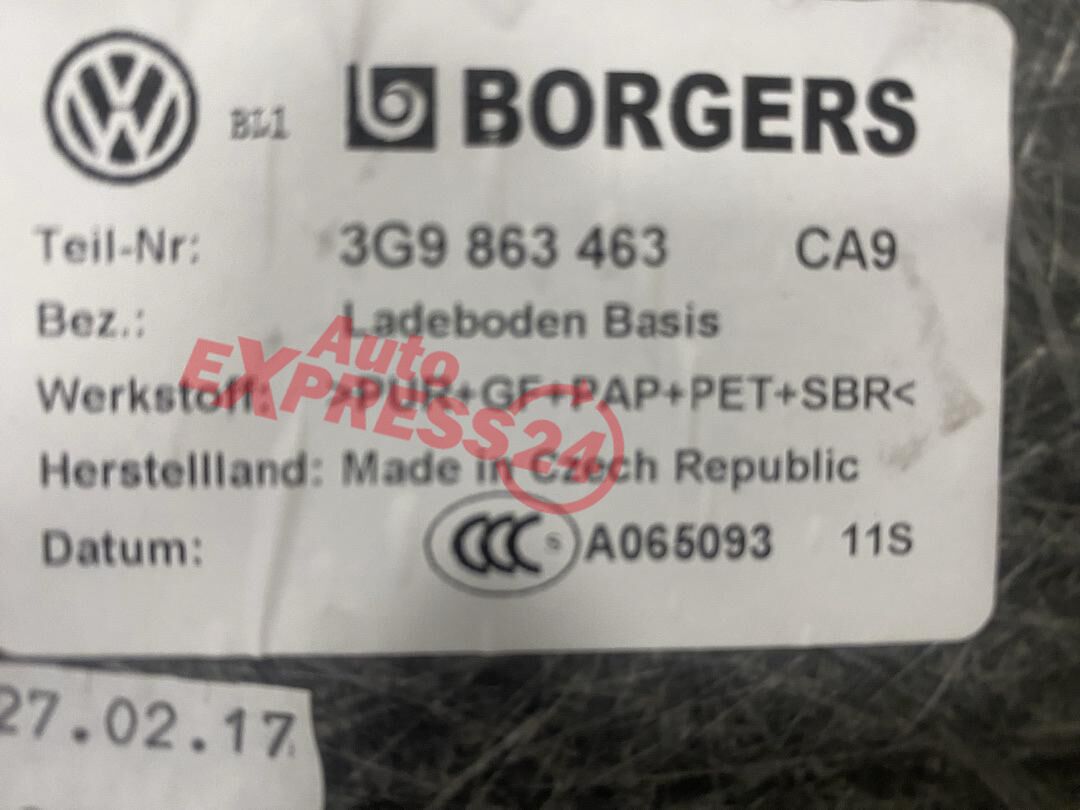 BL1 BORGERS
Teil-Nr: 3G9 863 463 CA9
Bez.: Ladeboden Basis
Werkstoff: >PUR+GF+PAP+PET+SBR<
Herstellland: Made in Czech Republic
Datum: CCC S A065093 11S
27.02.17
Auto
EXPRESS24